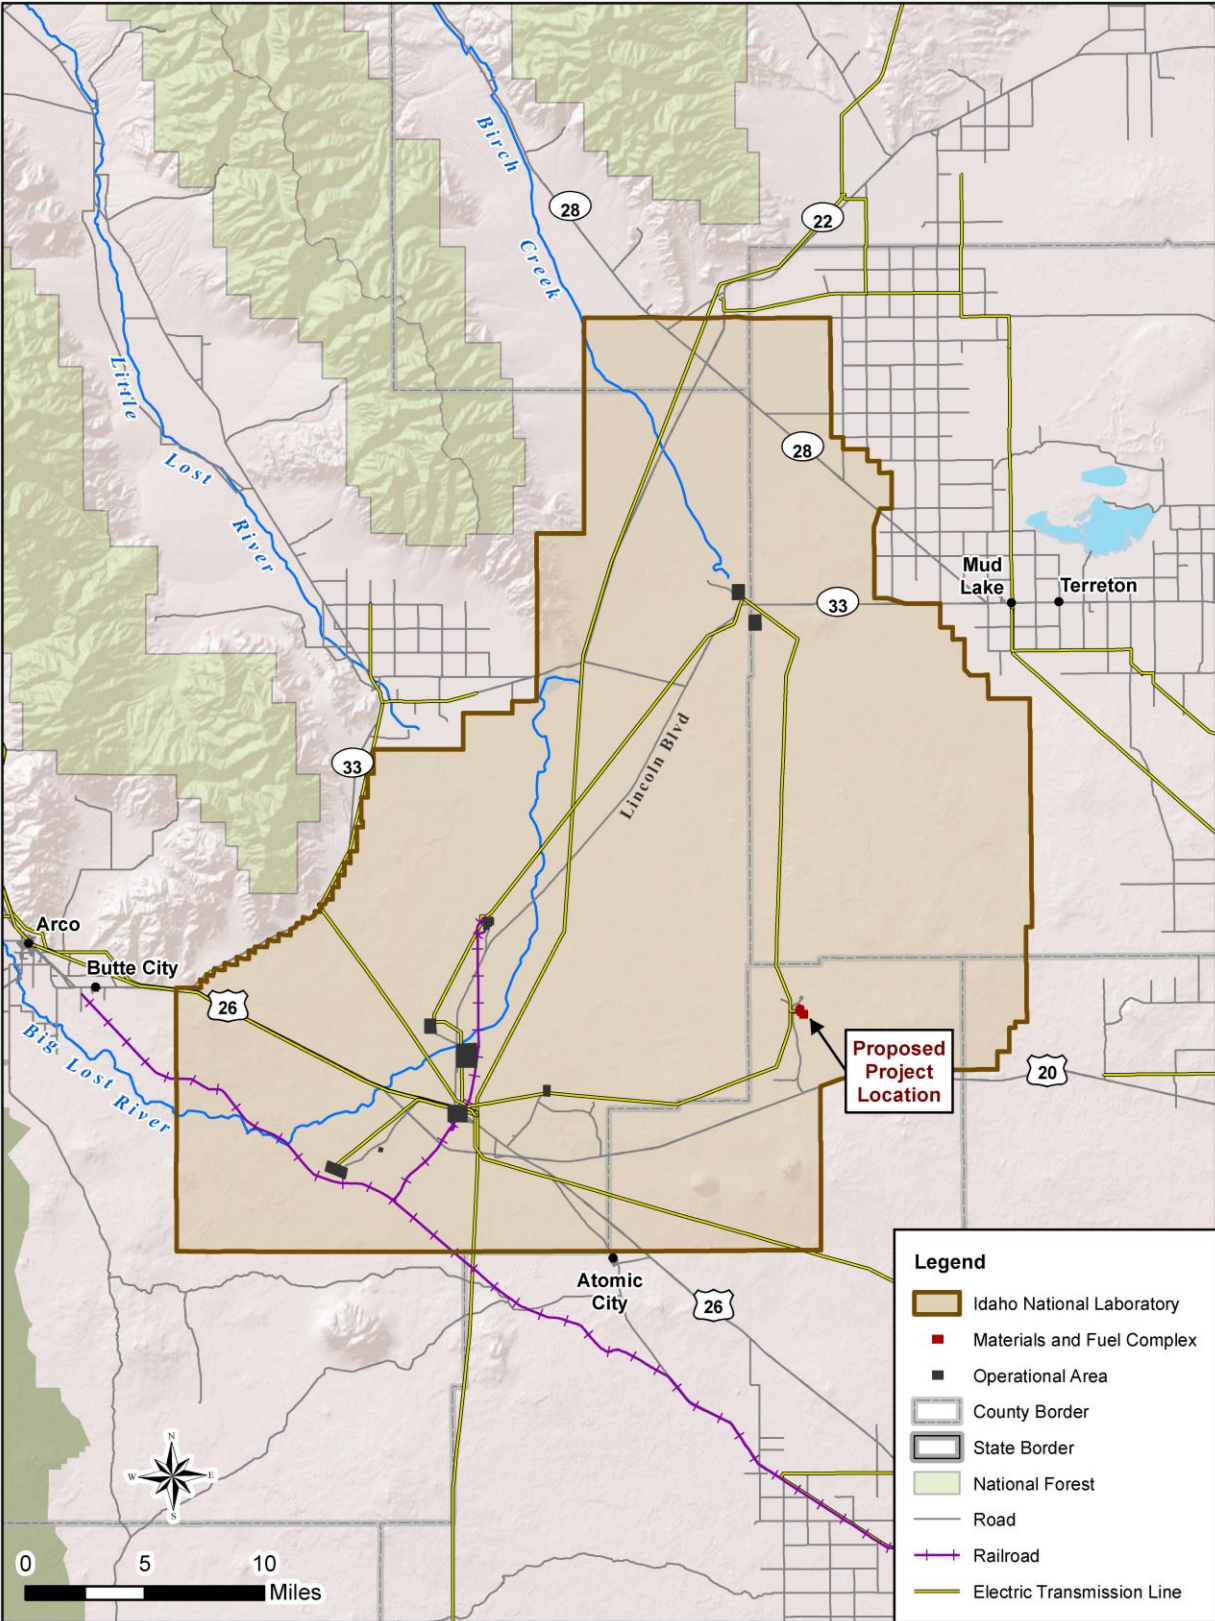 Birch
Creek
28
22
Little
Lost
River
28
Mud
Lake
Terreton
33
Lincoln Blvd
33
Arco
Butte City
26
Big Lost
River
Proposed
Project
Location
20
Atomic
City
26
Legend
Idaho National Laboratory
Materials and Fuel Complex
Operational Area
County Border
State Border
National Forest
Road
Railroad
Electric Transmission Line
N
W
E
S
0 5 10
Miles